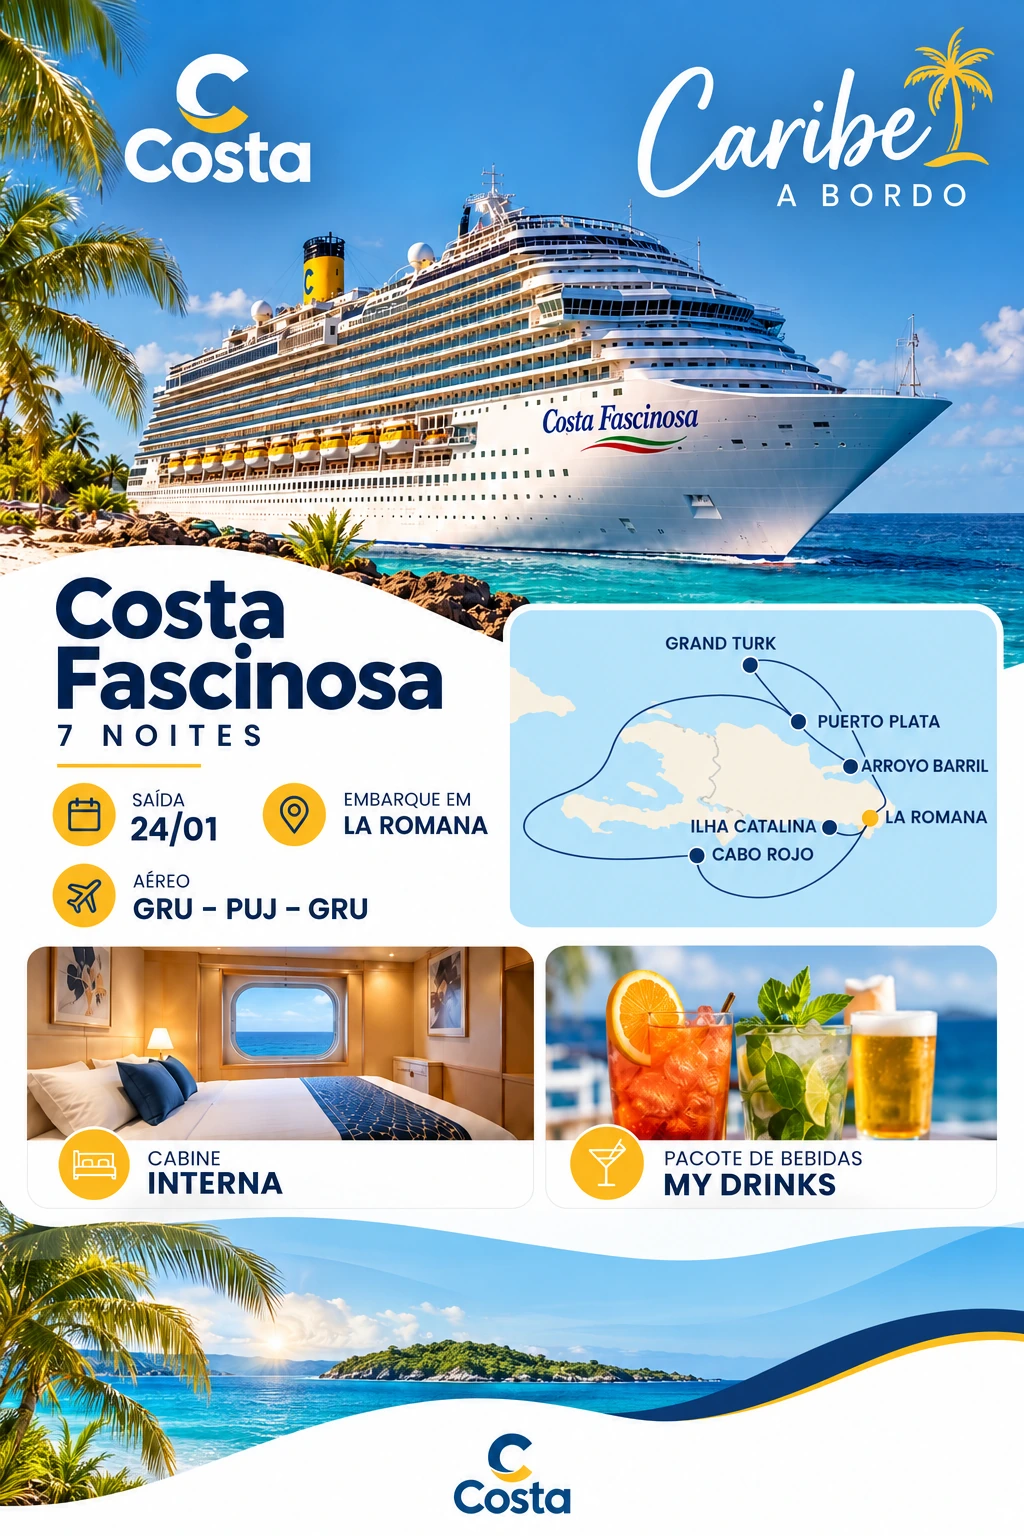 Costa
Caribe
A BORDO
Costa Fascinosa
Costa
Fascinosa
7 NOITES
SAÍDA
24/01
EMBARQUE EM
LA ROMANA
AÉREO
GRU – PUJ – GRU
GRAND TURK
PUERTO PLATA
ARROYO BARRIL
LA ROMANA
ILHA CATALINA
CABO ROJO
CABINE
INTERNA
PACOTE DE BEBIDAS
MY DRINKS
Costa